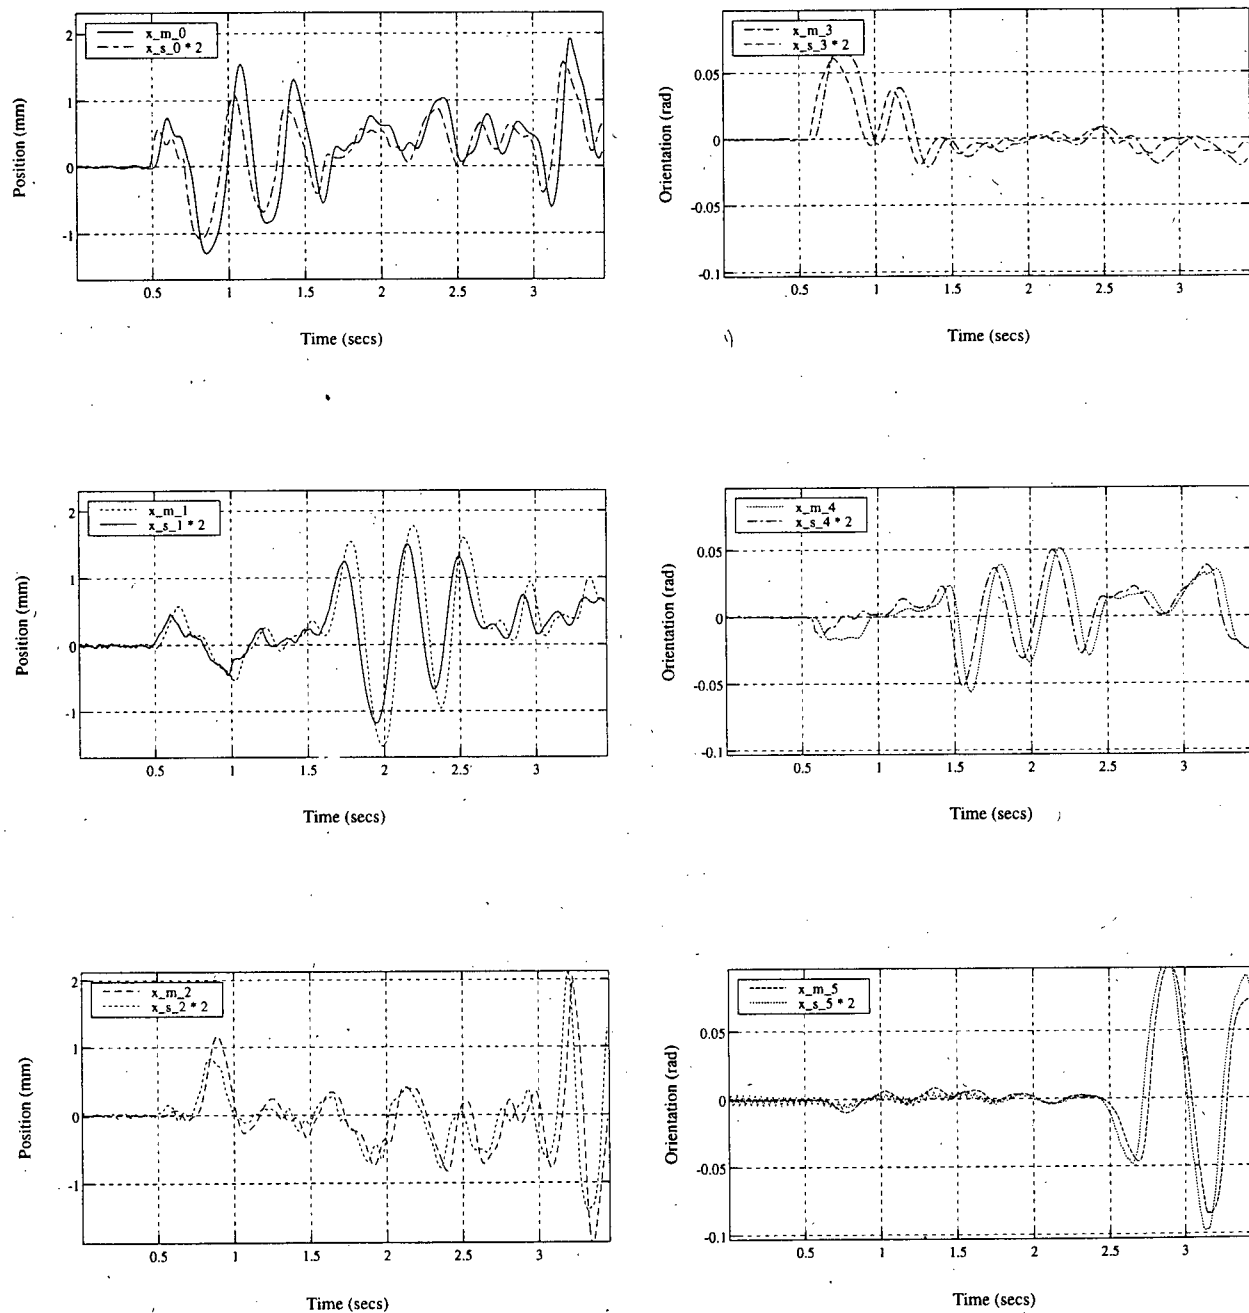 x_m_0
x_s_0 * 2
2
1
0
-1
Position (mm)
0.5 1 1.5 2 2.5 3
Time (secs)
x_m_3
x_s_3 * 2
0.05
0
-0.05
-0.1
Orientation (rad)
0.5 1 1.5 2 2.5 3
Time (secs)
x_m_1
x_s_1 * 2
2
1
0
-1
Position (mm)
0.5 1 1.5 2 2.5 3
Time (secs)
x_m_4
x_s_4 * 2
0.05
0
-0.05
-0.1
Orientation (rad)
0.5 1 1.5 2 2.5 3
Time (secs)
x_m_2
x_s_2 * 2
2
1
0
-1
Position (mm)
0.5 1 1.5 2 2.5 3
Time (secs)
x_m_5
x_s_5 * 2
0.05
0
-0.05
-0.1
Orientation (rad)
0.5 1 1.5 2 2.5 3
Time (secs)